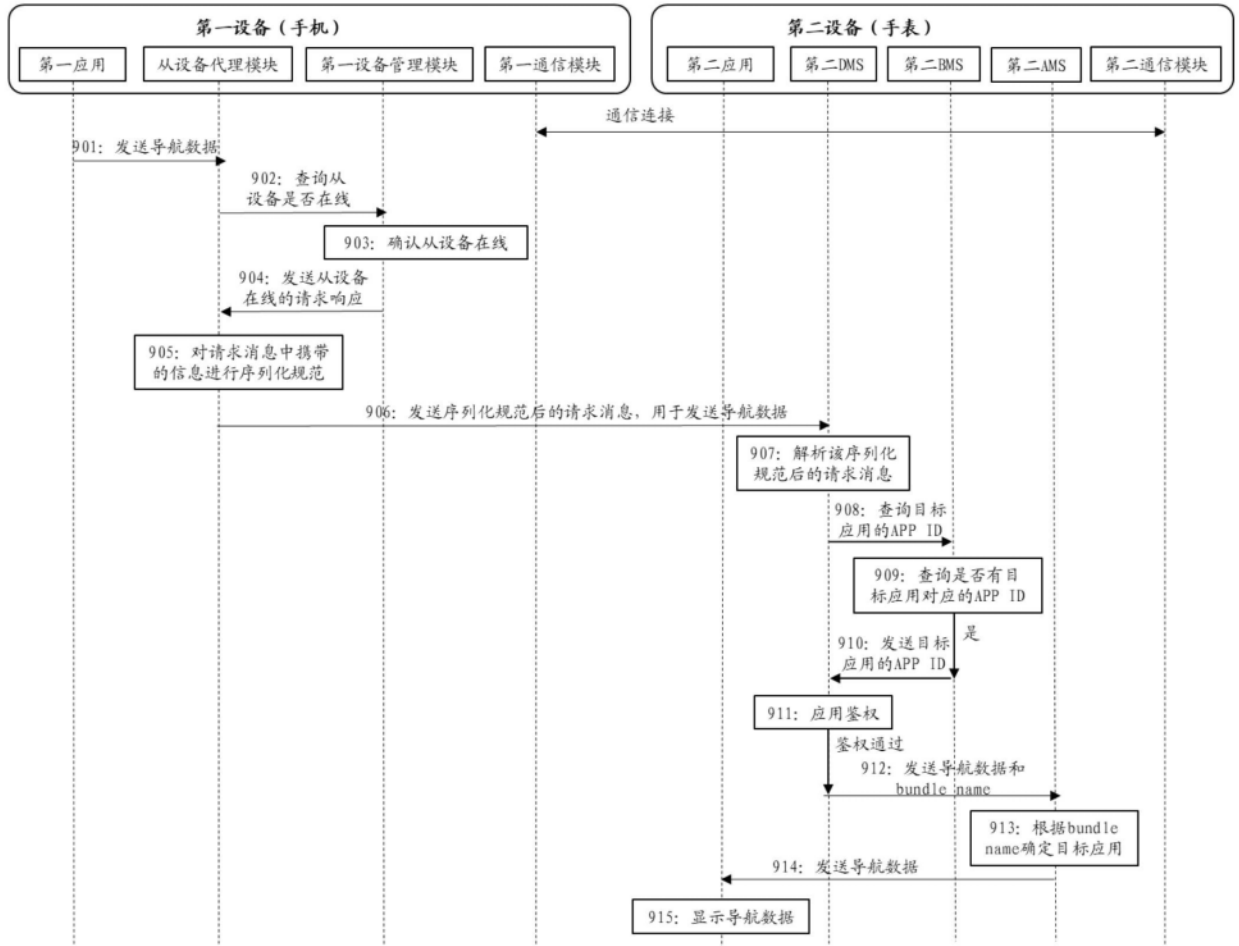 第一设备（手机）
第二设备（手表）
第一应用
从设备代理模块
第一设备管理模块
第一通信模块
第二应用
第二DMS
第二BMS
第二AMS
第二通信模块
通信连接
901：发送导航数据
902：查询从
设备是否在线
903：确认从设备在线
904：发送从设备
在线的请求响应
905：对请求消息中携带
的信息进行序列化规范
906：发送序列化规范后的请求消息，用于发送导航数据
907：解析该序列化
规范后的请求消息
908：查询目标
应用的APP ID
909：查询是否有目
标应用对应的APP ID
是
910：发送目标
应用的APP ID
911：应用鉴权
鉴权通过
912：发送导航数据和
bundle name
913：根据bundle
name确定目标应用
914：发送导航数据
915：显示导航数据